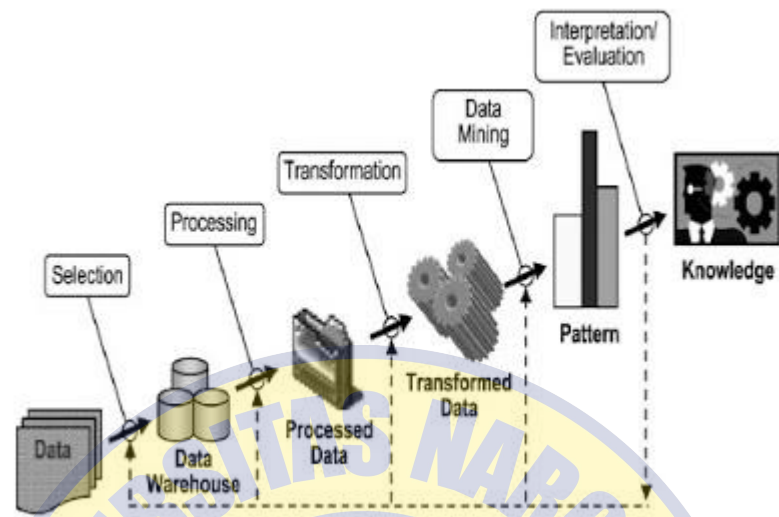 Interpretation/
Evaluation
Data
Mining
Transformation
Processing
Selection
Knowledge
Pattern
Transformed
Data
Processed
Data
Data
Warehouse
Data